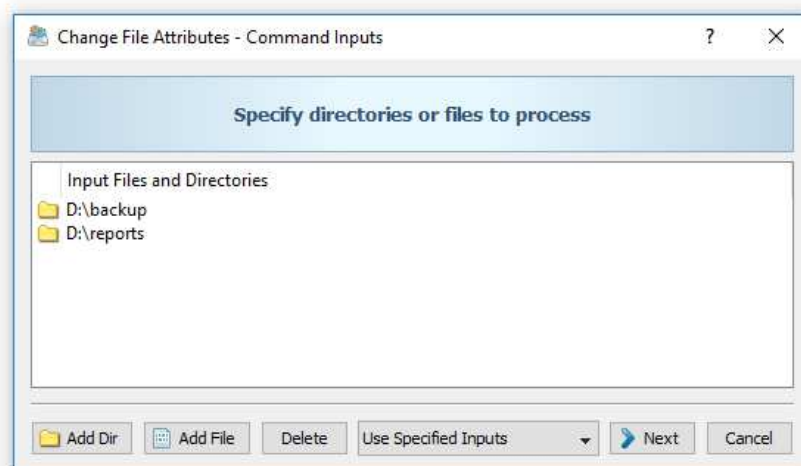 Change File Attributes - Command Inputs ?
Specify directories or files to process
Input Files and Directories
D:\backup
D:\reports
Add Dir Add File Delete Use Specified Inputs Next Cancel